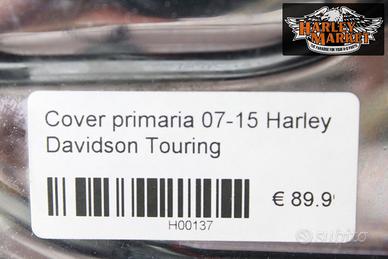 HARLEY
MARKET
Cover primaria 07-15 Harley
Davidson Touring
€ 89.9
H00137
subito